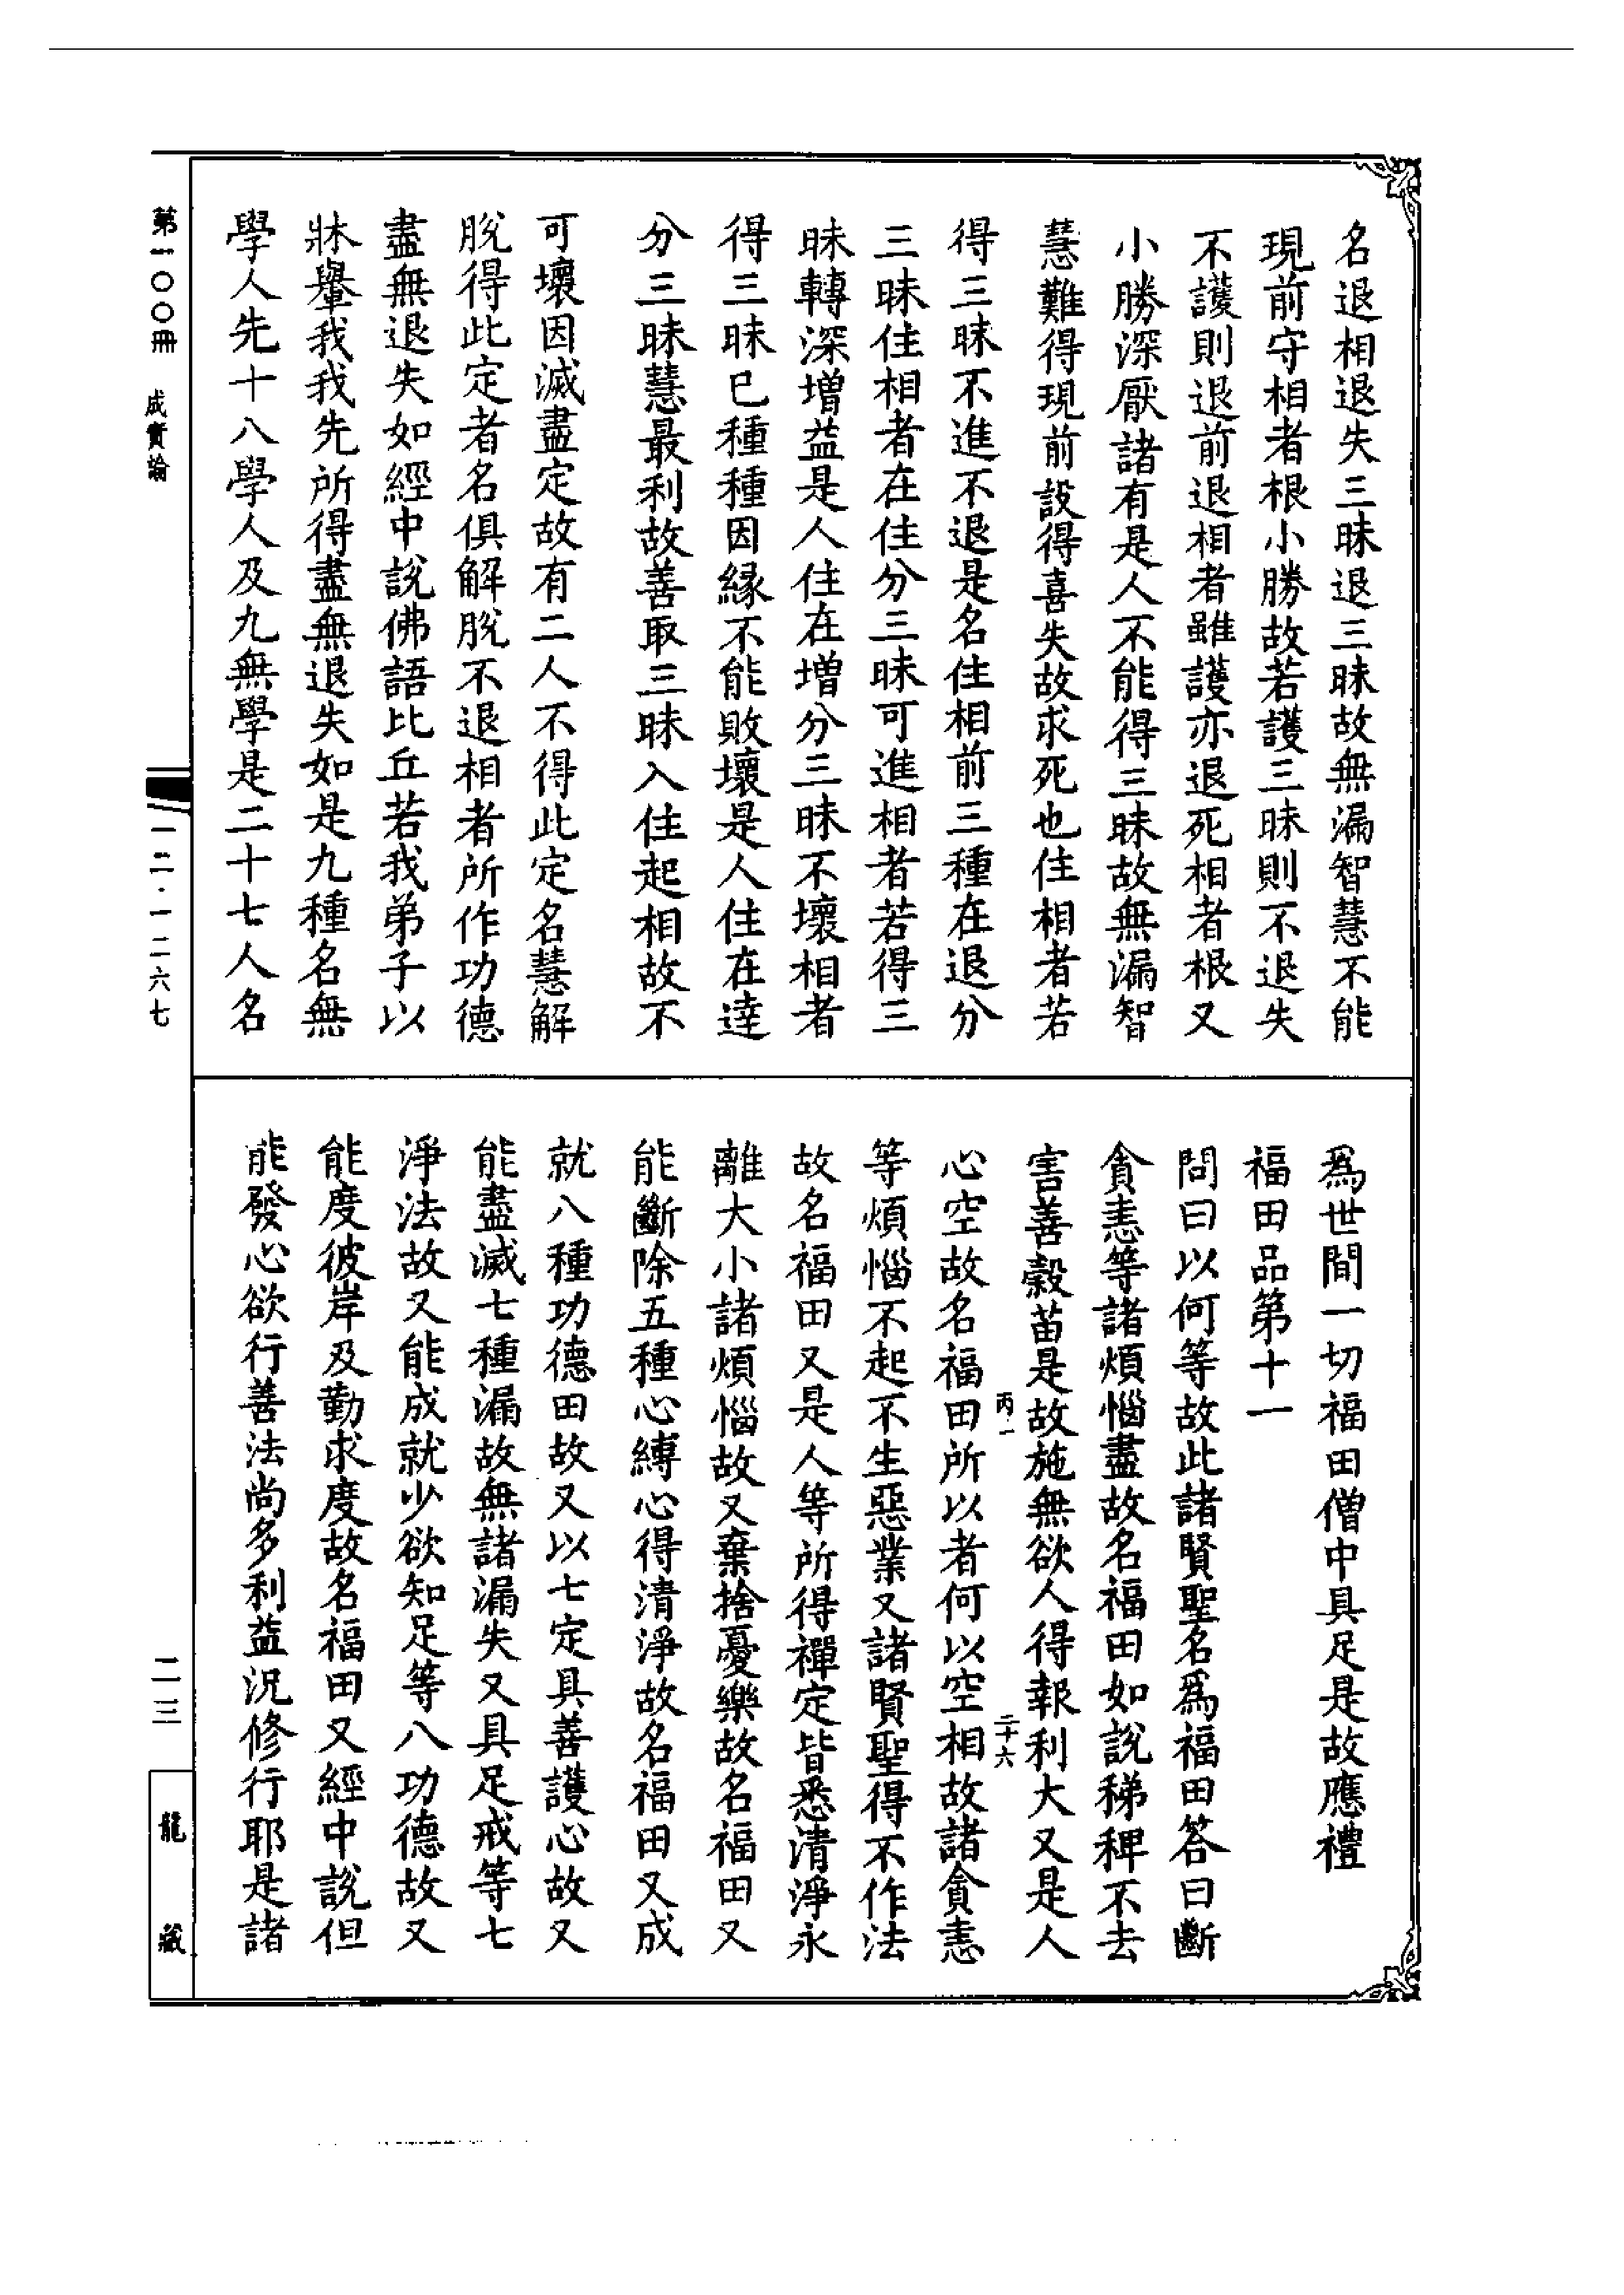 名退相退失三昧退三昧故無漏智慧不能
現前守相者根小勝故若護三昧則不退失
不護則退前退相者雖護亦退死相者根又
小勝深厭諸有是人不能得三昧故無漏智
慧難得現前設得喜失故求死也住相者若
得三昧不進不退是名住相前三種在退分
三昧住相者在住分三昧可進相者若得三
昧轉深增益是人住在增分三昧不壞相者
得三昧已種種因緣不能敗壞是人住在達
分三昧慧最利故善取三昧入住起相故不
可壞因滅盡定故有二人不得此定名慧解
脫得此定者名俱解脫不退相者所作功德
盡無退失如經中說佛語比丘若我弟子以
牀轝我我先所得盡無退失如是九種名無
學人先十八學人及九無學是二十七人名
爲世間一切福田僧中具足是故應禮
福田品第十一
問曰以何等故此諸賢聖名爲福田答曰斷
貪恚等諸煩惱盡故名福田如說稊稗不去
害善穀苗是故施無欲人得報利大又是人
丙一
二十六
心空故名福田所以者何以空相故諸貪恚
等煩惱不起不生惡業又諸賢聖得不作法
故名福田又是人等所得禪定皆悉清淨永
離大小諸煩惱故又棄捨憂樂故名福田又
能斷除五種心縛心得清淨故名福田又成
就八種功德田故又以七定具善護心故又
能盡滅七種漏故無諸漏失又具足戒等七
淨法故又能成就少欲知足等八功德故又
能度彼岸及勤求度故名福田又經中說但
能發心欲行善法尚多利益況修行耶是諸
第一〇〇冊　成實論
一二·一二六七
二三
龍藏